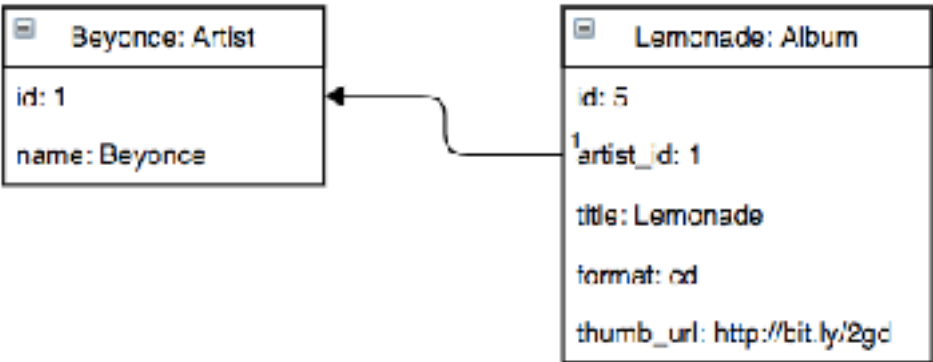 Beyonce: Artist
id: 1
name: Beyonce
Lemonade: Album
id: 5
1
artist_id: 1
title: Lemonade
format: cd
thumb_url: http://bit.ly/2gd